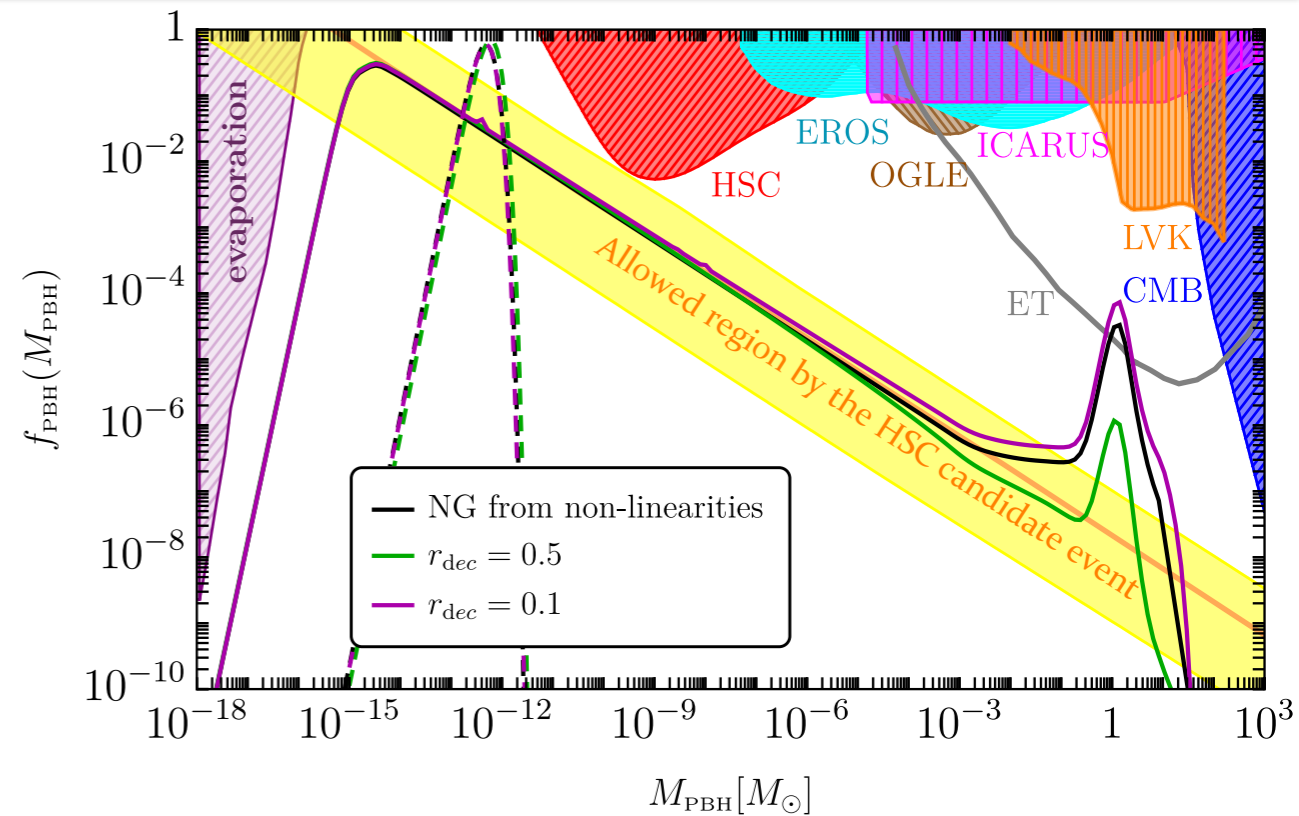 1
10⁻²
10⁻⁴
10⁻⁶
10⁻⁸
10⁻¹⁰
f_PBH(M_PBH)
evaporation
HSC
EROS
OGLE
ICARUS
LVK
CMB
ET
Allowed region by the HSC candidate event
NG from non-linearities
r_dec = 0.5
r_dec = 0.1
10⁻¹⁸ 10⁻¹⁵ 10⁻¹² 10⁻⁹ 10⁻⁶ 10⁻³ 1 10³
M_PBH[M_⊙]